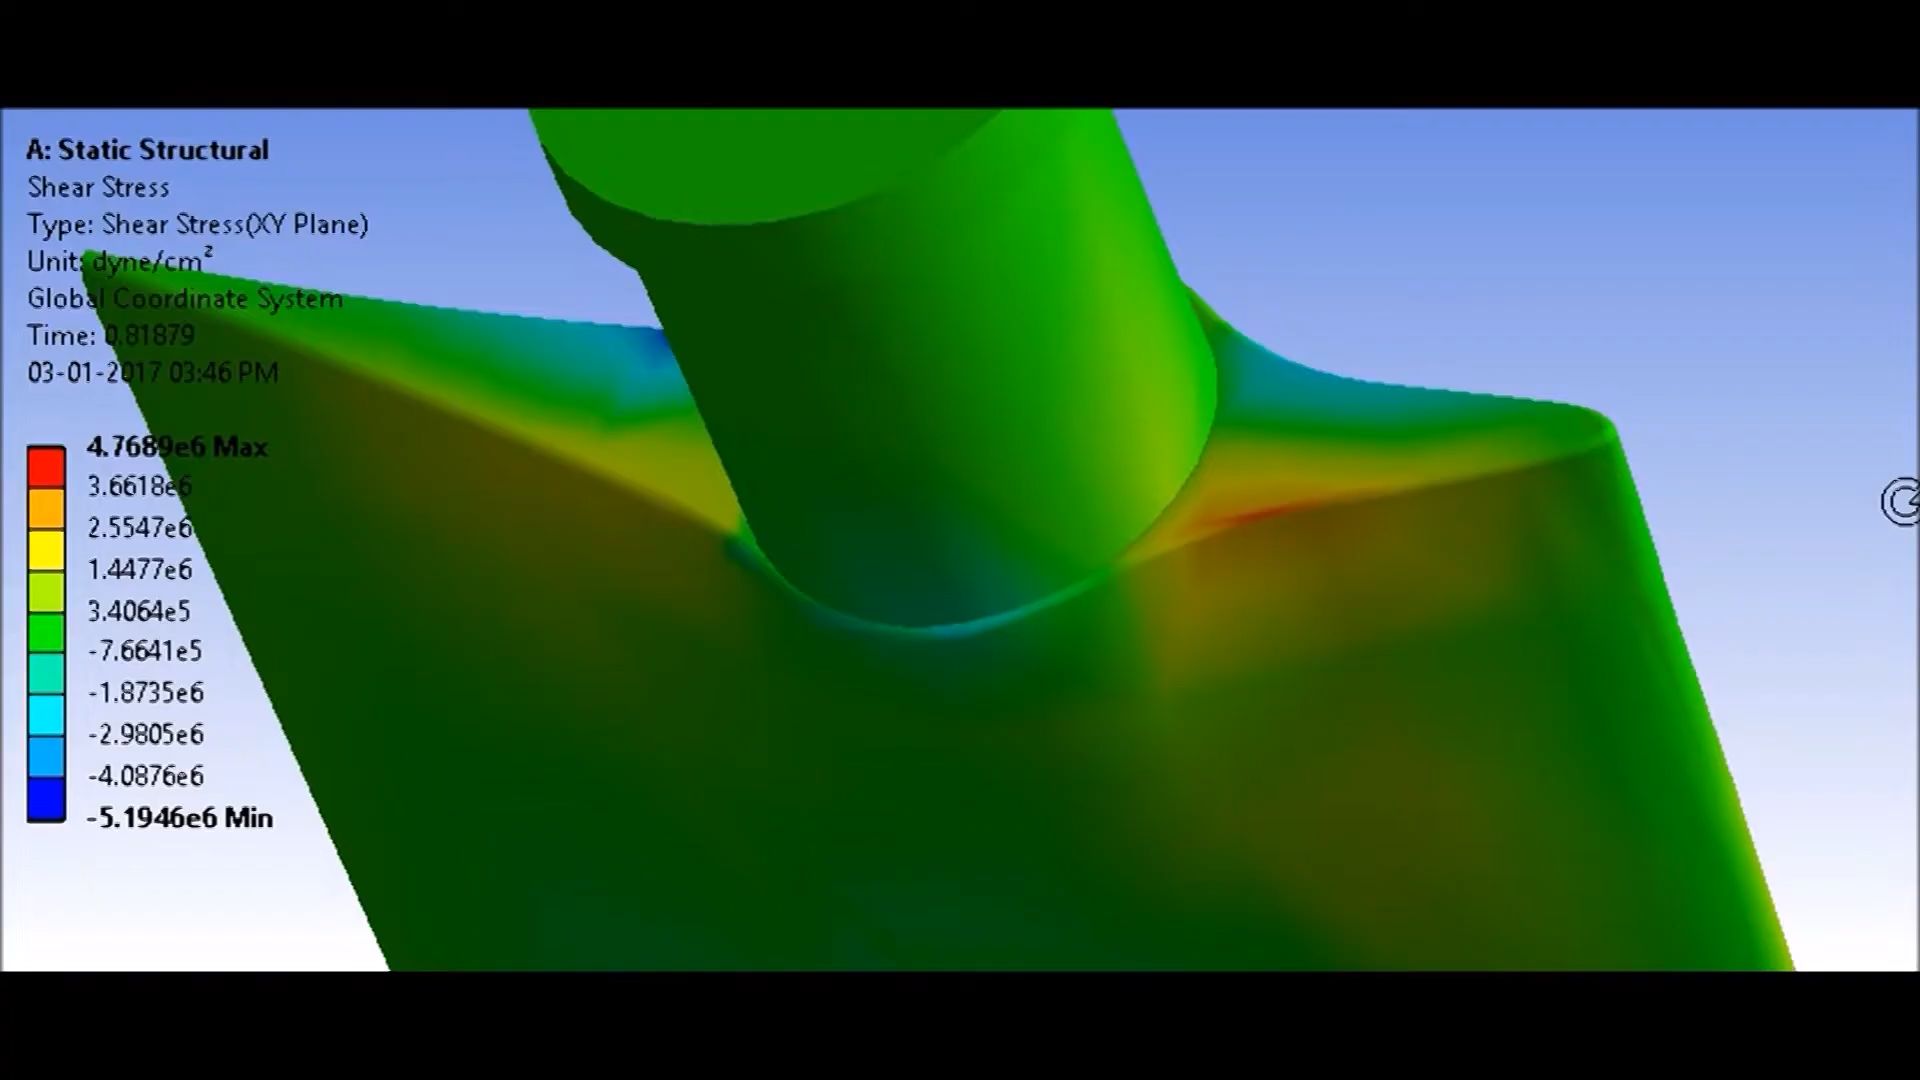 A: Static Structural
Shear Stress
Type: Shear Stress(XY Plane)
Unit: dyne/cm²
Global Coordinate System
Time: 0.81879
03-01-2017 03:46 PM
4.7689e6 Max
3.6618e6
2.5547e6
1.4477e6
3.4064e5
-7.6641e5
-1.8735e6
-2.9805e6
-4.0876e6
-5.1946e6 Min